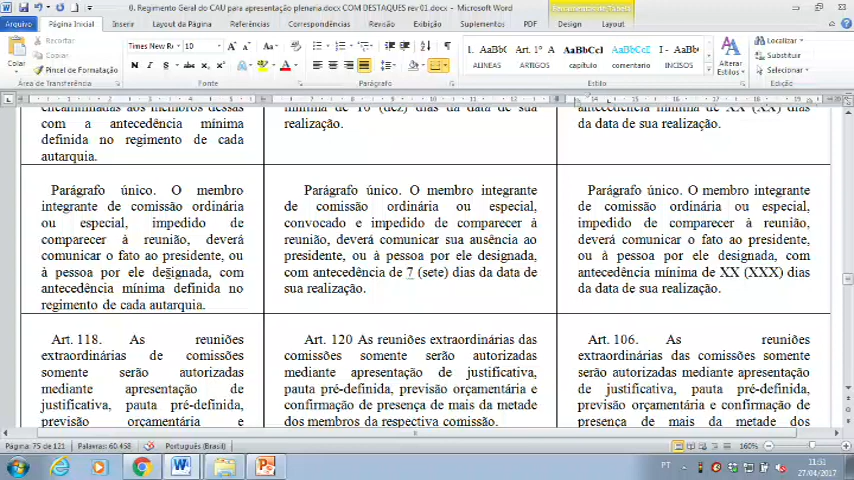 0. Regimento Geral do CAU para apresentação plenaria.docx COM DESTAQUES rev 01.docx - Microsoft Word
Arquivo Página Inicial Inserir Layout da Página Referências Correspondências Revisão Exibição Suplementos PDF Design Layout
Recortar
Copiar
Pincel de Formatação
Colar
Times New Ro 10
1. AaBbC Art. 1º A AaBbCcI AaBbCcD I - AaBb
ALINEAS ARTIGOS capítulo comentario INCISOS
Alterar
Estilos
Localizar
Substituir
Selecionar
Fonte Parágrafo Estilo Edição
encaminhadas aos membros dessas
com a antecedência mínima
definida no regimento de cada
autarquia.
mínima de 10 (dez) dias da data de sua
realização.
antecedência mínima de XX (XX) dias
da data de sua realização.
Parágrafo único. O membro
integrante de comissão ordinária
ou especial, impedido de
comparecer à reunião, deverá
comunicar o fato ao presidente, ou
à pessoa por ele designada, com
antecedência mínima definida no
regimento de cada autarquia.
Parágrafo único. O membro integrante
de comissão ordinária ou especial,
convocado e impedido de comparecer à
reunião, deverá comunicar sua ausência ao
presidente, ou à pessoa por ele designada,
com antecedência de 7 (sete) dias da data de
sua realização.
Parágrafo único. O membro integrante
de comissão ordinária ou especial,
impedido de comparecer à reunião,
deverá comunicar o fato ao presidente,
ou à pessoa por ele designada, com
antecedência mínima de XX (XXX) dias
da data de sua realização.
Art. 118. As reuniões
extraordinárias de comissões
somente serão autorizadas
mediante apresentação de
justificativa, pauta pré-definida,
previsão orçamentária e
Art. 120 As reuniões extraordinárias das
comissões somente serão autorizadas
mediante apresentação de justificativa,
pauta pré-definida, previsão orçamentária e
confirmação de presença de mais da metade
dos membros da respectiva comissão.
Art. 106. As reuniões
extraordinárias das comissões somente
serão autorizadas mediante apresentação
de justificativa, pauta pré-definida,
previsão orçamentária e confirmação de
presença de mais da metade dos
Página: 75 de 121 Palavras: 60.458 Português (Brasil) 160%
PT
11:51
27/04/2017